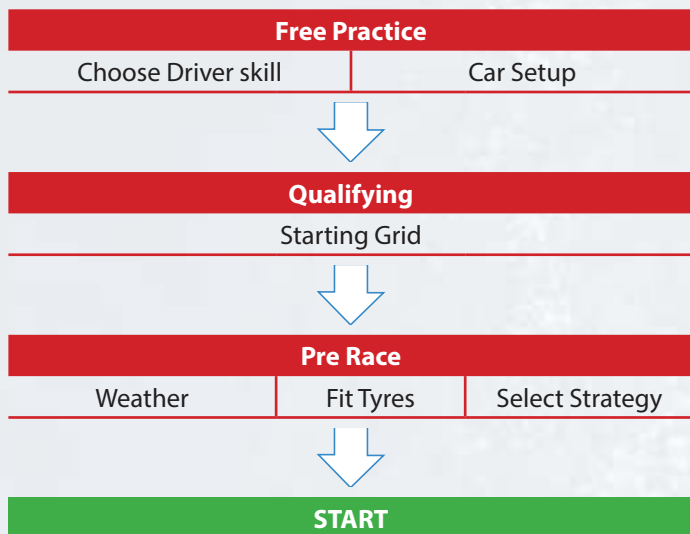 Free Practice
Choose Driver skill Car Setup
Qualifying
Starting Grid
Pre Race
Weather Fit Tyres Select Strategy
START